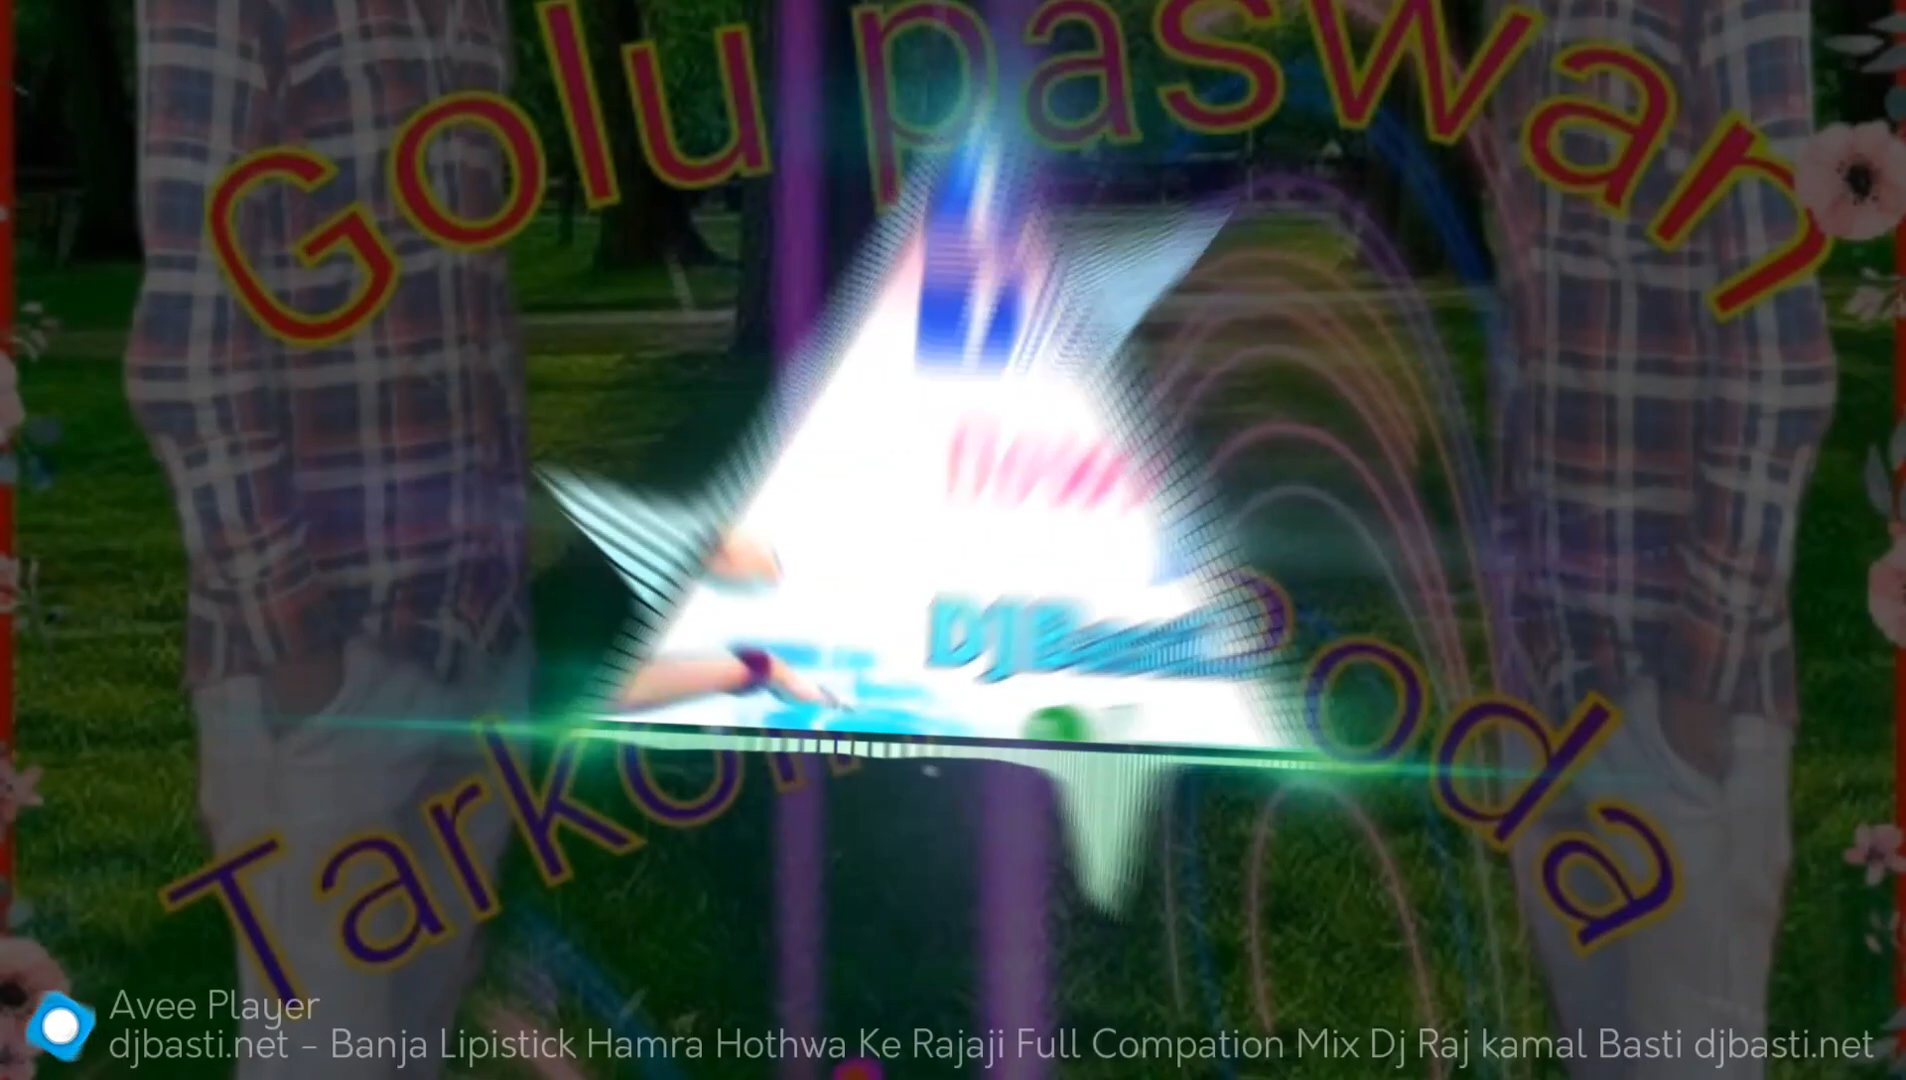 Golu paswan
DJ
Tarko oda
Avee Player
djbasti.net - Banja Lipistick Hamra Hothwa Ke Rajaji Full Compation Mix Dj Raj kamal Basti djbasti.net